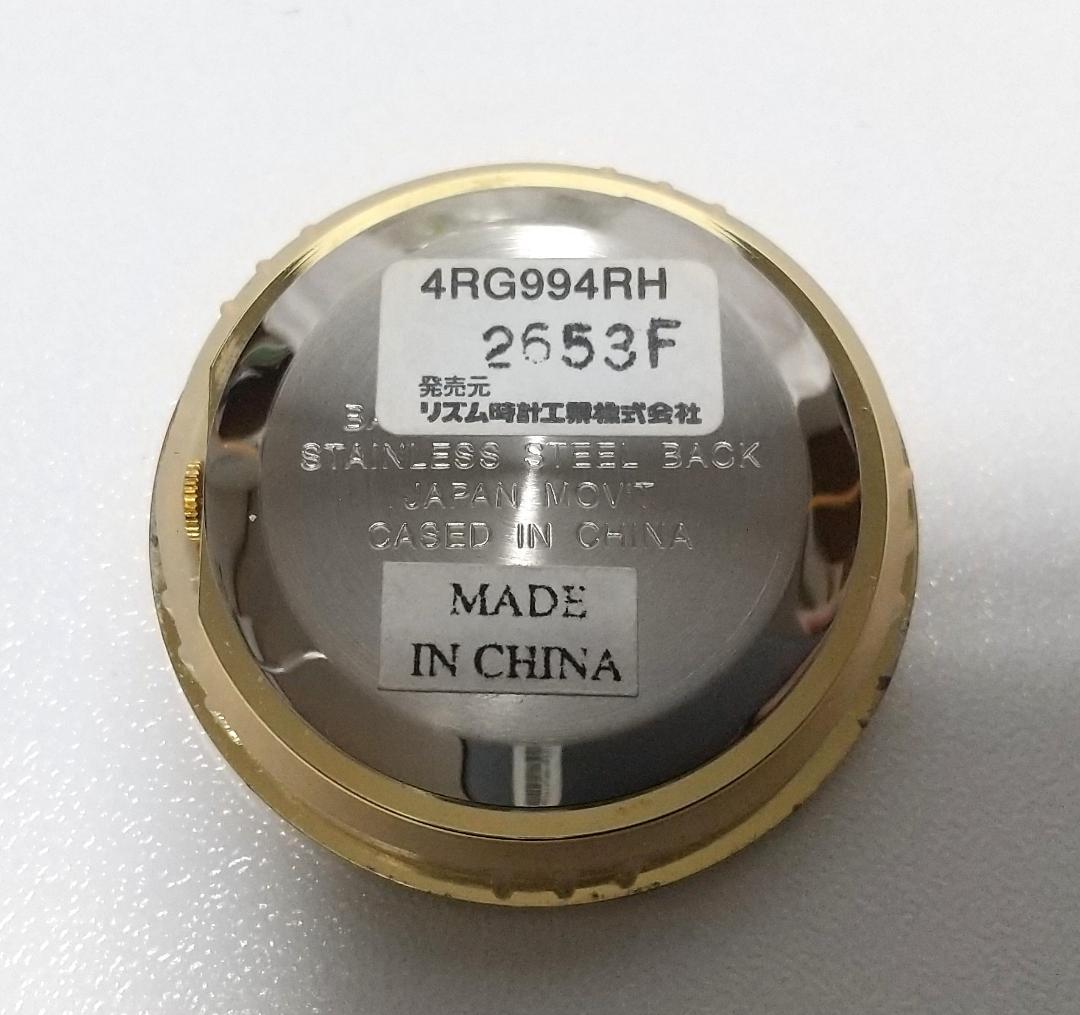 4RG994RH
2653F
発売元
リズム時計工業株式会社
STAINLESS STEEL BACK
JAPAN MOV'T
CASED IN CHINA
MADE
IN CHINA